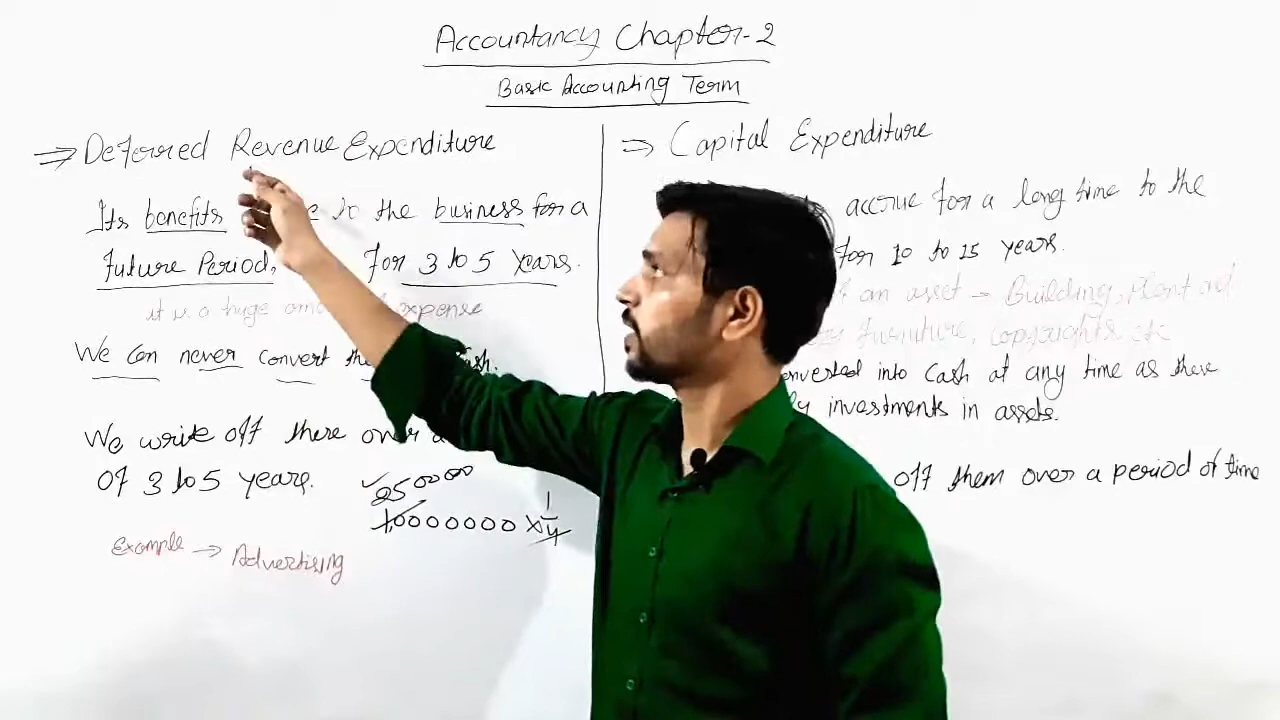 Accountancy Chapter-2
Basic Accounting Term
⇒ Deferred Revenue Expenditure
Its benefits to the business for a
Future Period, for 3 to 5 years.
it is a huge expense
We can never convert
We write off these over
of 3 to 5 years.
2500000
10000000 × 1/4
Example → Advertising
⇒ Capital Expenditure
accrue for a long time to the
for 10 to 15 years.
an asset - Building, Plant and
Furniture, copyrights etc
into cash at any time as these
investments in assets.
off them over a period of time